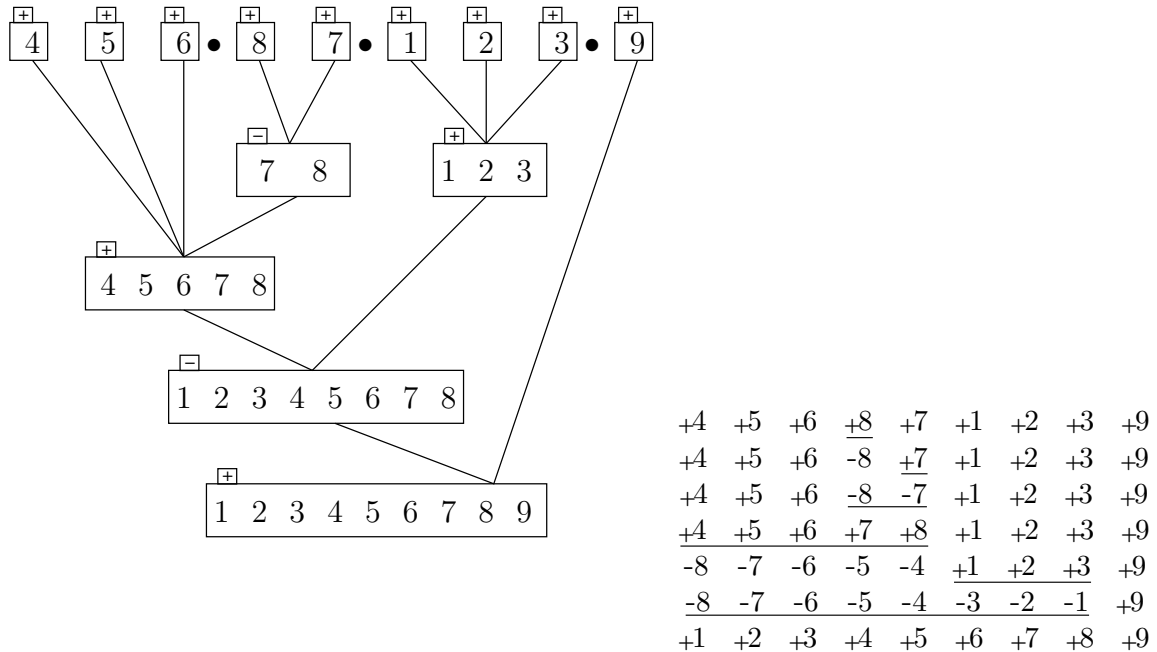 + + + + + + + + +
4 5 6 • 8 7 • 1 2 3 • 9
− +
7 8 1 2 3
+
4 5 6 7 8
−
1 2 3 4 5 6 7 8
+
1 2 3 4 5 6 7 8 9
+4 +5 +6 +8 +7 +1 +2 +3 +9
+4 +5 +6 -8 +7 +1 +2 +3 +9
+4 +5 +6 -8 -7 +1 +2 +3 +9
+4 +5 +6 +7 +8 +1 +2 +3 +9
-8 -7 -6 -5 -4 +1 +2 +3 +9
-8 -7 -6 -5 -4 -3 -2 -1 +9
+1 +2 +3 +4 +5 +6 +7 +8 +9